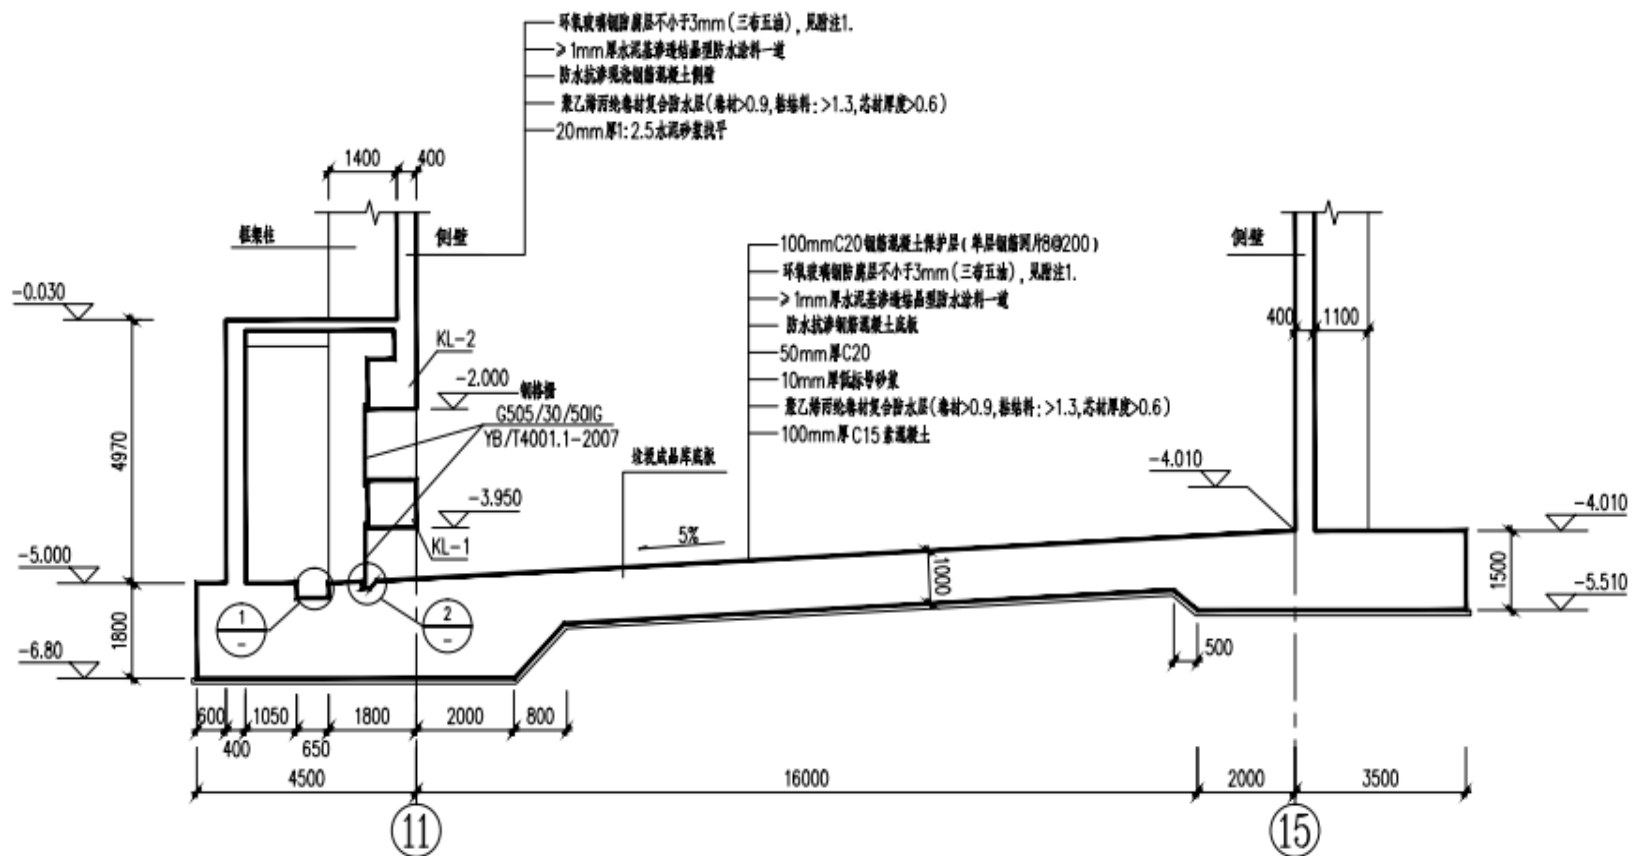 环氧玻璃钢防腐层不小于3mm(三布五油),见附注1.
≥1mm厚水泥基渗透结晶型防水涂料一道
防水抗渗现浇钢筋混凝土侧壁
聚乙烯丙纶卷材复合防水层(卷材>0.9,粘结料:>1.3,芯材厚度>0.6)
20mm厚1:2.5水泥砂浆找平
1400
400
框架柱
侧壁
100mmC20钢筋混凝土保护层(单层钢筋网片8@200)
环氧玻璃钢防腐层不小于3mm(三布五油),见附注1.
≥1mm厚水泥基渗透结晶型防水涂料一道
防水抗渗钢筋混凝土底板
50mm厚C20
10mm厚低标号砂浆
聚乙烯丙纶卷材复合防水层(卷材>0.9,粘结料:>1.3,芯材厚度>0.6)
100mm厚C15素混凝土
侧壁
-0.030
400
1100
KL-2
-2.000
钢格栅
G505/30/50IG
YB/T4001.1-2007
4970
成品库底板
-4.010
-3.950
KL-1
-4.010
5%
-5.000
1000
1500
-5.510
1
-
2
-
1800
-6.80
500
600
400
1050
650
1800
2000
800
4500
16000
2000
3500
11
15